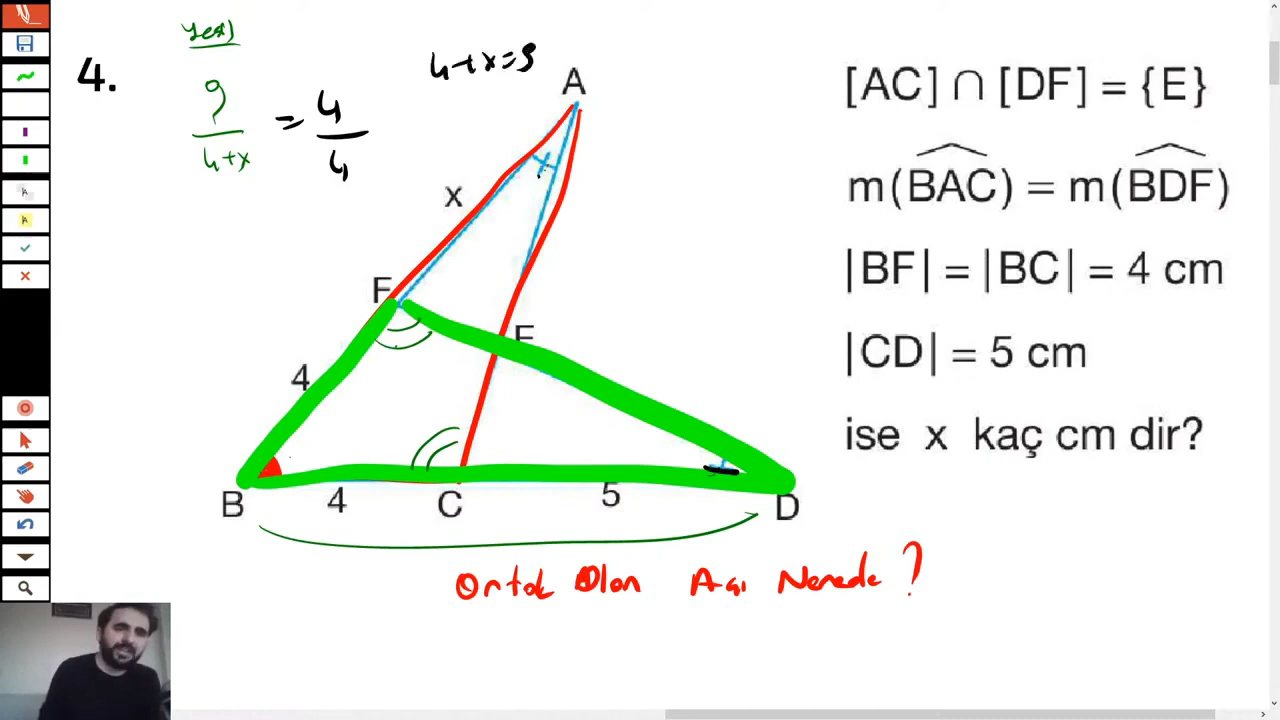 yeşil
4.
4+x=9
9/4+x = 4/4
A
x
x
F
E
4
B
4
C
5
D
[AC] ∩ [DF] = {E}
m(BAC) = m(BDF)
|BF| = |BC| = 4 cm
|CD| = 5 cm
ise x kaç cm dir?
Ortak Olan Açı Nerede ?